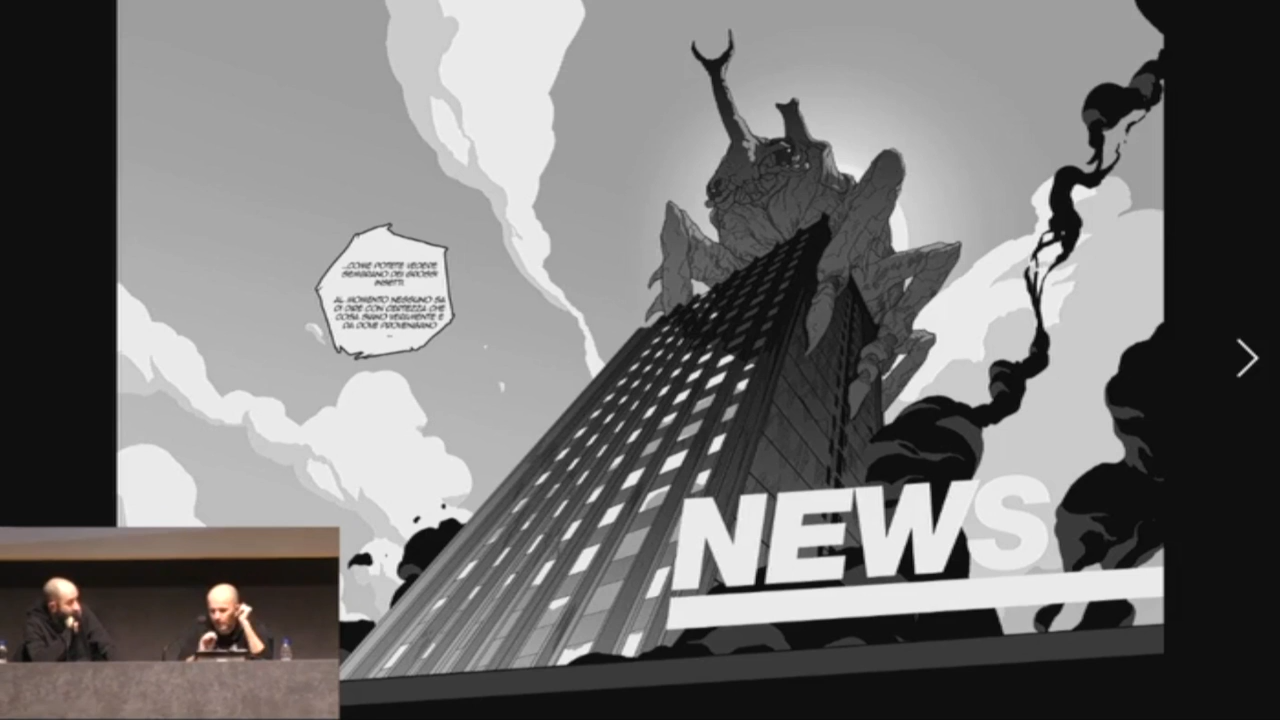 ...COME POTETE VEDERE
SEMBRANO DEI GROSSI
INSETTI.
AL MOMENTO NESSUNO SA
DI DIRE CON CERTEZZA CHE
COSA SIANO VERAMENTE E
DA DOVE PROVENGANO
...
NEWS